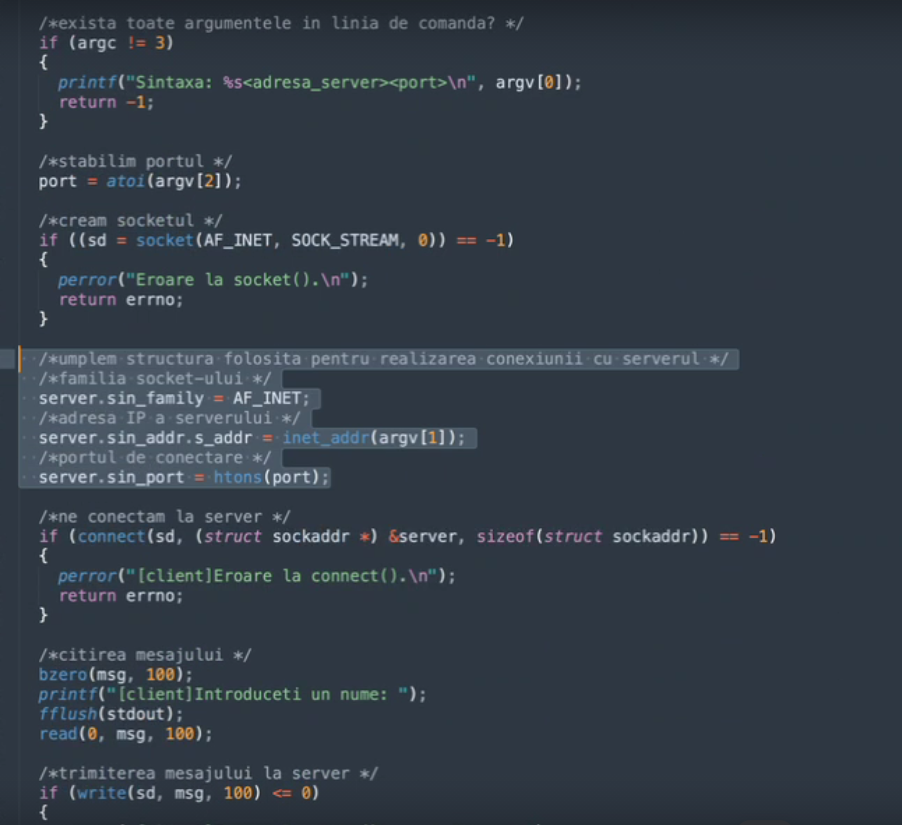 /*exista toate argumentele in linia de comanda? */
if (argc != 3)
{
printf("Sintaxa: %s<adresa_server><port>\n", argv[0]);
return -1;
}
/*stabilim portul */
port = atoi(argv[2]);
/*cream socketul */
if ((sd = socket(AF_INET, SOCK_STREAM, 0)) == -1)
{
perror("Eroare la socket().\n");
return errno;
}
/*umplem structura folosita pentru realizarea conexiunii cu serverul */
/*familia socket-ului */
server.sin_family = AF_INET;
/*adresa IP a serverului */
server.sin_addr.s_addr = inet_addr(argv[1]);
/*portul de conectare */
server.sin_port = htons(port);
/*ne conectam la server */
if (connect(sd, (struct sockaddr *) &server, sizeof(struct sockaddr)) == -1)
{
perror("[client]Eroare la connect().\n");
return errno;
}
/*citirea mesajului */
bzero(msg, 100);
printf("[client]Introduceti un nume: ");
fflush(stdout);
read(0, msg, 100);
/*trimiterea mesajului la server */
if (write(sd, msg, 100) <= 0)
{